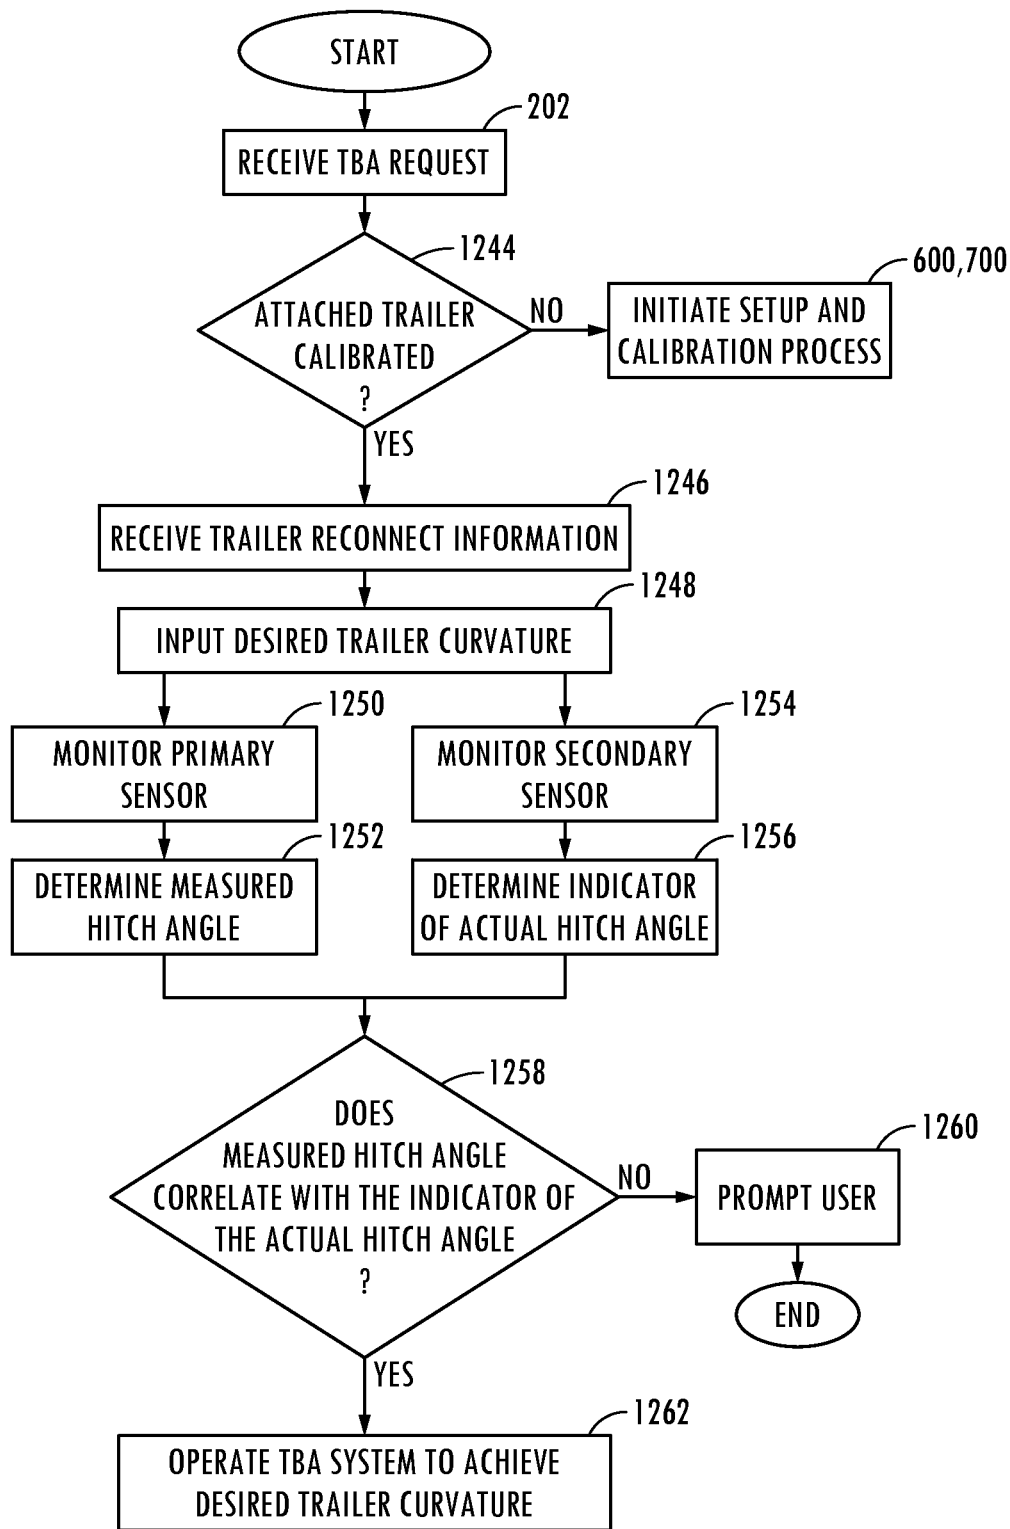 START
202
RECEIVE TBA REQUEST
1244
ATTACHED TRAILER
CALIBRATED
?
NO
600,700
INITIATE SETUP AND
CALIBRATION PROCESS
YES
1246
RECEIVE TRAILER RECONNECT INFORMATION
1248
INPUT DESIRED TRAILER CURVATURE
1250
MONITOR PRIMARY
SENSOR
1254
MONITOR SECONDARY
SENSOR
1252
DETERMINE MEASURED
HITCH ANGLE
1256
DETERMINE INDICATOR
OF ACTUAL HITCH ANGLE
1258
DOES
MEASURED HITCH ANGLE
CORRELATE WITH THE INDICATOR OF
THE ACTUAL HITCH ANGLE
?
NO
1260
PROMPT USER
END
YES
1262
OPERATE TBA SYSTEM TO ACHIEVE
DESIRED TRAILER CURVATURE